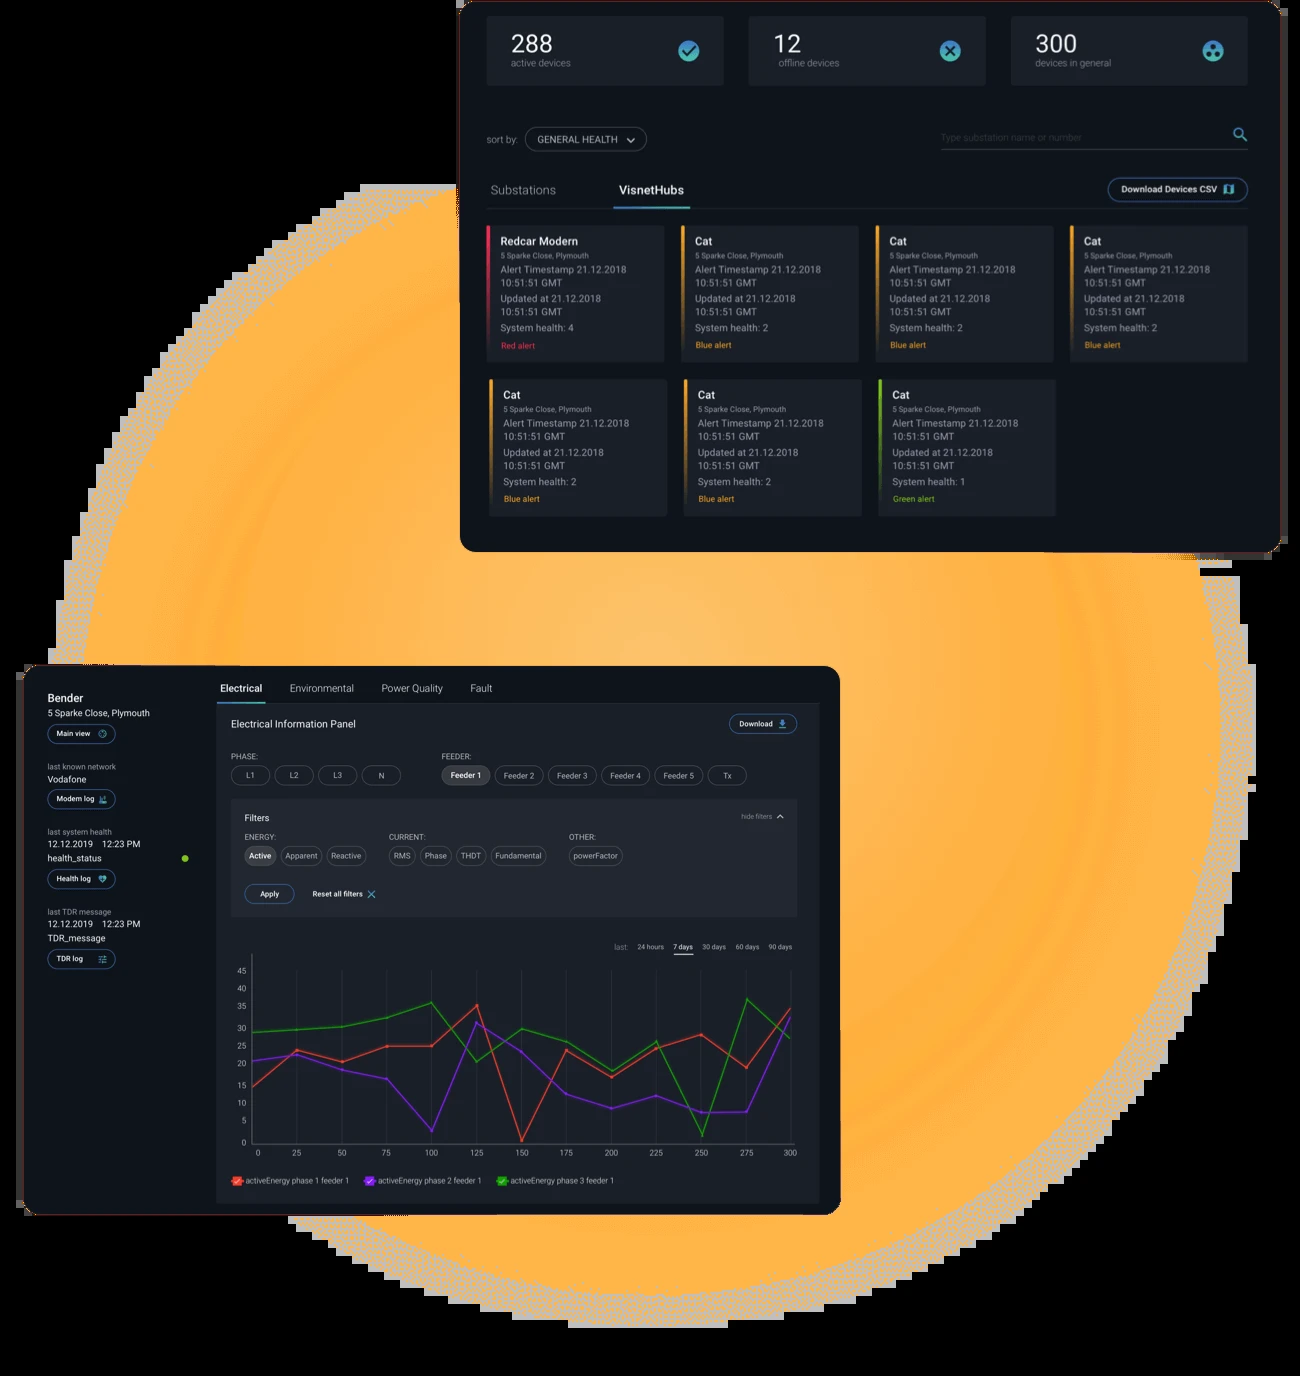 288
active devices
12
offline devices
300
devices in general
sort by:
GENERAL HEALTH
Type substation name or number
Substations
VisnetHubs
Download Devices CSV
Redcar Modern
5 Sparke Close, Plymouth
Alert Timestamp 21.12.2018
10:51:51 GMT
Updated at 21.12.2018
10:51:51 GMT
System health: 4
Red alert
Cat
5 Sparke Close, Plymouth
Alert Timestamp 21.12.2018
10:51:51 GMT
Updated at 21.12.2018
10:51:51 GMT
System health: 2
Blue alert
Cat
5 Sparke Close, Plymouth
Alert Timestamp 21.12.2018
10:51:51 GMT
Updated at 21.12.2018
10:51:51 GMT
System health: 2
Blue alert
Cat
5 Sparke Close, Plymouth
Alert Timestamp 21.12.2018
10:51:51 GMT
Updated at 21.12.2018
10:51:51 GMT
System health: 2
Blue alert
Cat
5 Sparke Close, Plymouth
Alert Timestamp 21.12.2018
10:51:51 GMT
Updated at 21.12.2018
10:51:51 GMT
System health: 2
Blue alert
Cat
5 Sparke Close, Plymouth
Alert Timestamp 21.12.2018
10:51:51 GMT
Updated at 21.12.2018
10:51:51 GMT
System health: 2
Blue alert
Cat
5 Sparke Close, Plymouth
Alert Timestamp 21.12.2018
10:51:51 GMT
Updated at 21.12.2018
10:51:51 GMT
System health: 1
Green alert
Bender
5 Sparke Close, Plymouth
Main view
last known network
Vodafone
Modem log
last system health
12.12.2019 12:23 PM
health_status
Health log
last TDR message
12.12.2019 12:23 PM
TDR_message
TDR log
Electrical Environmental Power Quality Fault
Electrical Information Panel
Download
PHASE:
L1 L2 L3 N
FEEDER:
Feeder 1 Feeder 2 Feeder 3 Feeder 4 Feeder 5 Tx
Filters
hide filters
ENERGY:
Active Apparent Reactive
CURRENT:
RMS Phase THDT Fundamental
OTHER:
powerFactor
Apply
Reset all filters
last: 24 hours 7 days 30 days 60 days 90 days
45
40
35
30
25
20
15
10
5
0
0 25 50 75 100 125 150 175 200 225 250 275 300
activeEnergy phase 1 feeder 1
activeEnergy phase 2 feeder 1
activeEnergy phase 3 feeder 1